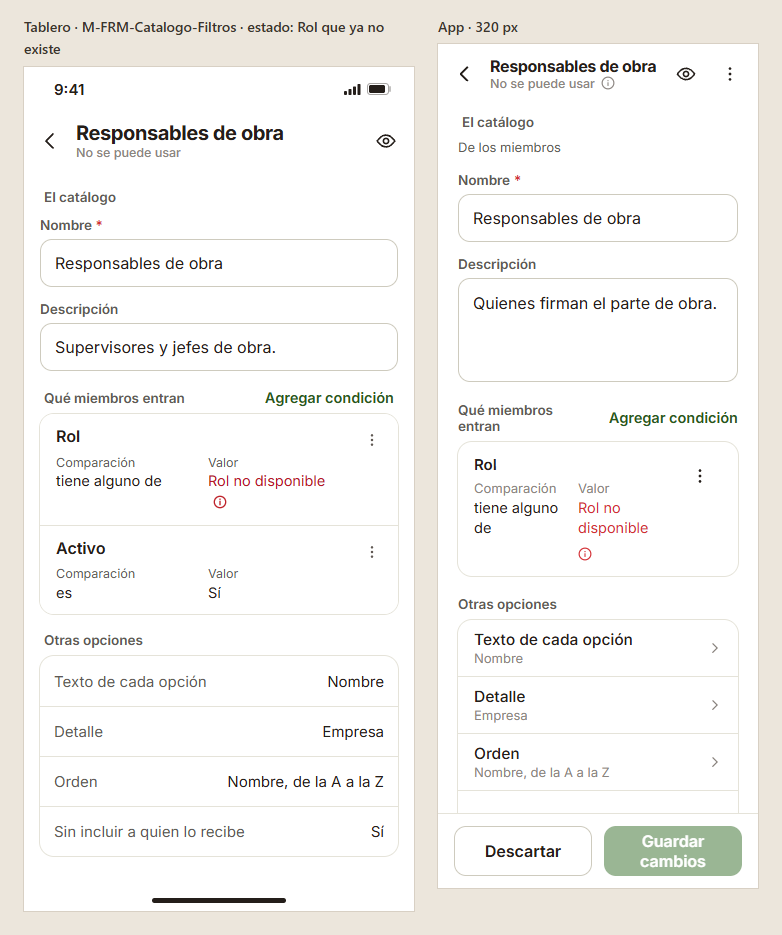 Tablero · M-FRM-Catalogo-Filtros · estado: Rol que ya no
existe
9:41
Responsables de obra
No se puede usar
El catálogo
Nombre *
Responsables de obra
Descripción
Supervisores y jefes de obra.
Qué miembros entran
Agregar condición
Rol
Comparación
Valor
tiene alguno de
Rol no disponible
Activo
Comparación
Valor
es
Sí
Otras opciones
Texto de cada opción
Nombre
Detalle
Empresa
Orden
Nombre, de la A a la Z
Sin incluir a quien lo recibe
Sí
App · 320 px
Responsables de obra
No se puede usar
El catálogo
De los miembros
Nombre *
Responsables de obra
Descripción
Quienes firman el parte de obra.
Qué miembros
entran
Agregar condición
Rol
Comparación
Valor
tiene alguno
de
Rol no
disponible
Otras opciones
Texto de cada opción
Nombre
Detalle
Empresa
Orden
Nombre, de la A a la Z
Descartar
Guardar
cambios